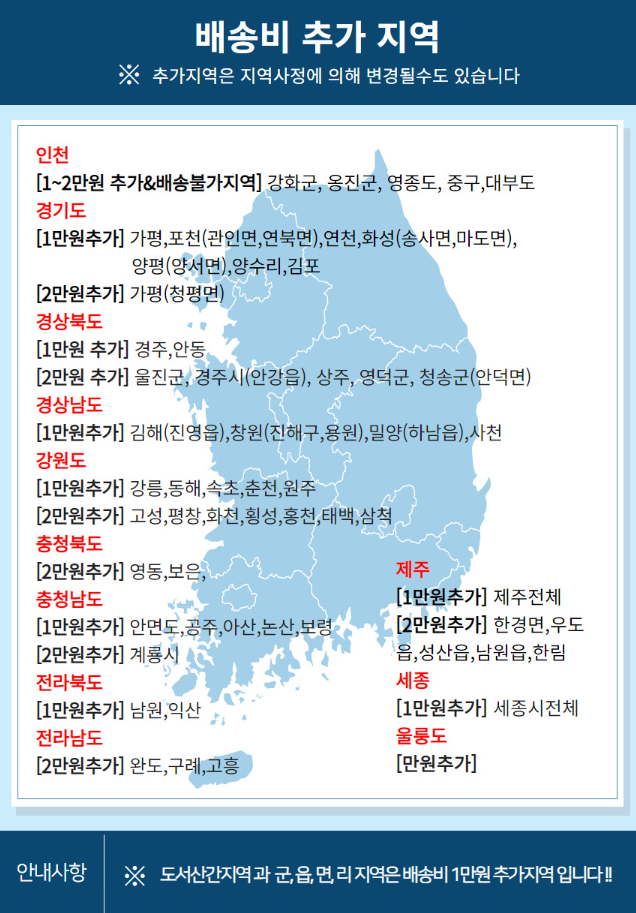 배송비 추가 지역
※ 추가지역은 지역사정에 의해 변경될수도 있습니다
인천
[1~2만원 추가&배송불가지역] 강화군, 옹진군, 영종도, 중구,대부도
경기도
[1만원추가] 가평,포천(관인면,연북면),연천,화성(송사면,마도면),
양평(양서면),양수리,김포
[2만원추가] 가평(청평면)
경상북도
[1만원 추가] 경주,안동
[2만원 추가] 울진군, 경주시(안강읍), 상주, 영덕군, 청송군(안덕면)
경상남도
[1만원추가] 김해(진영읍),창원(진해구,용원),밀양(하남읍),사천
강원도
[1만원추가] 강릉,동해,속초,춘천,원주
[2만원추가] 고성,평창,화천,횡성,홍천,태백,삼척
충청북도
[2만원추가] 영동,보은,
충청남도
[1만원추가] 안면도,공주,아산,논산,보령
[2만원추가] 계룡시
전라북도
[1만원추가] 남원,익산
전라남도
[2만원추가] 완도,구례,고흥
제주
[1만원추가] 제주전체
[2만원추가] 한경면,우도
읍,성산읍,남원읍,한림
세종
[1만원추가] 세종시전체
울룽도
[만원추가]
안내사항
※ 도서산간지역 과 군, 읍, 면, 리 지역은 배송비 1만원 추가지역 입니다 !!